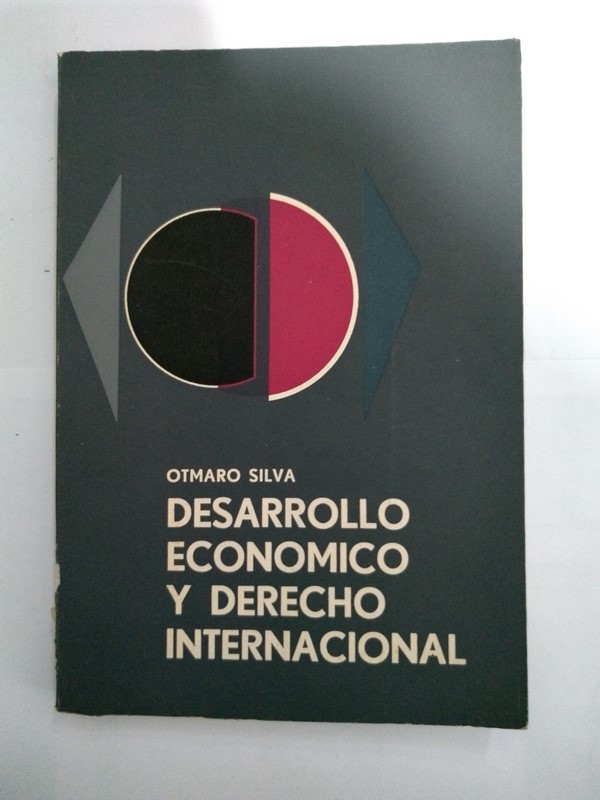 OTMARO SILVA
DESARROLLO
ECONOMICO
Y DERECHO
INTERNACIONAL